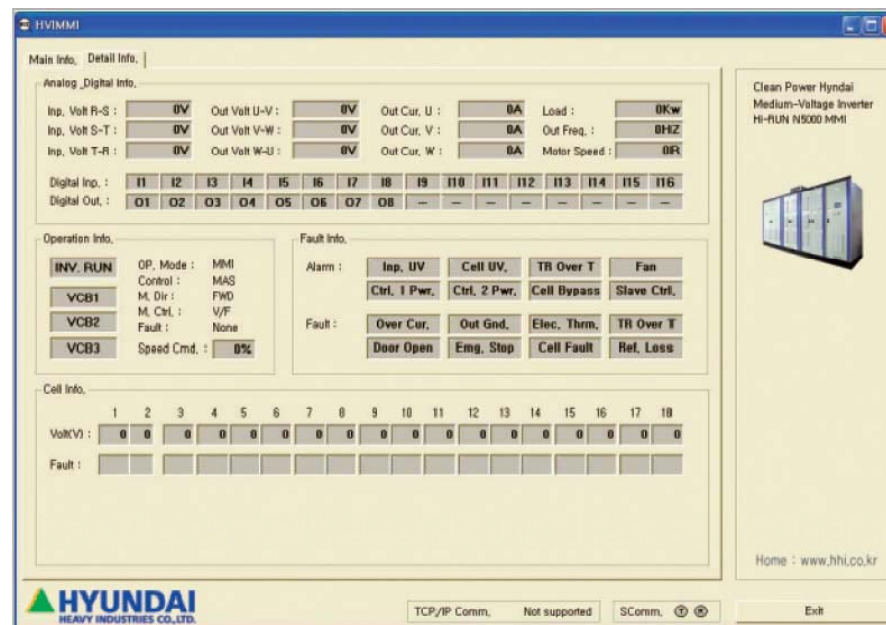 HVIMMI
Main Info, Detail Info,
Analog_Digital Info,
Inp, Volt R-S : 0V Out Volt U-V : 0V Out Cur, U : 0A Load : 0Kw
Inp, Volt S-T : 0V Out Volt V-W : 0V Out Cur, V : 0A Out Freq, : 0HZ
Inp, Volt T-R : 0V Out Volt W-U : 0V Out Cur, W : 0A Motor Speed : 0R
Digital Inp, : I1 I2 I3 I4 I5 I6 I7 I8 I9 I10 I11 I12 I13 I14 I15 I16
Digital Out, : O1 O2 O3 O4 O5 O6 O7 O8 — — — — — — — —
Operation Info,
INV. RUN
VCB1
VCB2
VCB3
OP, Mode : MMI
Control : MAS
M, Dir : FWD
M, Ctrl, : V/F
Fault : None
Speed Cmd, : 0%
Fault Info,
Alarm : Inp, UV Cell UV, TR Over T Fan
Ctrl, 1 Pwr, Ctrl, 2 Pwr, Cell Bypass Slave Ctrl,
Fault : Over Cur, Out Gnd, Elec, Thrm, TR Over T
Door Open Emg, Stop Cell Fault Ref, Loss
Cell Info,
1 2 3 4 5 6 7 8 9 10 11 12 13 14 15 16 17 18
Volt(V) : 0 0 0 0 0 0 0 0 0 0 0 0 0 0 0 0 0 0
Fault :
Clean Power Hyndai
Medium-Voltage Inverter
Hi-RUN N5000 MMI
Home : www,hhi,co,kr
HYUNDAI
HEAVY INDUSTRIES CO.,LTD.
TCP/IP Comm, Not supported SComm, T R Exit